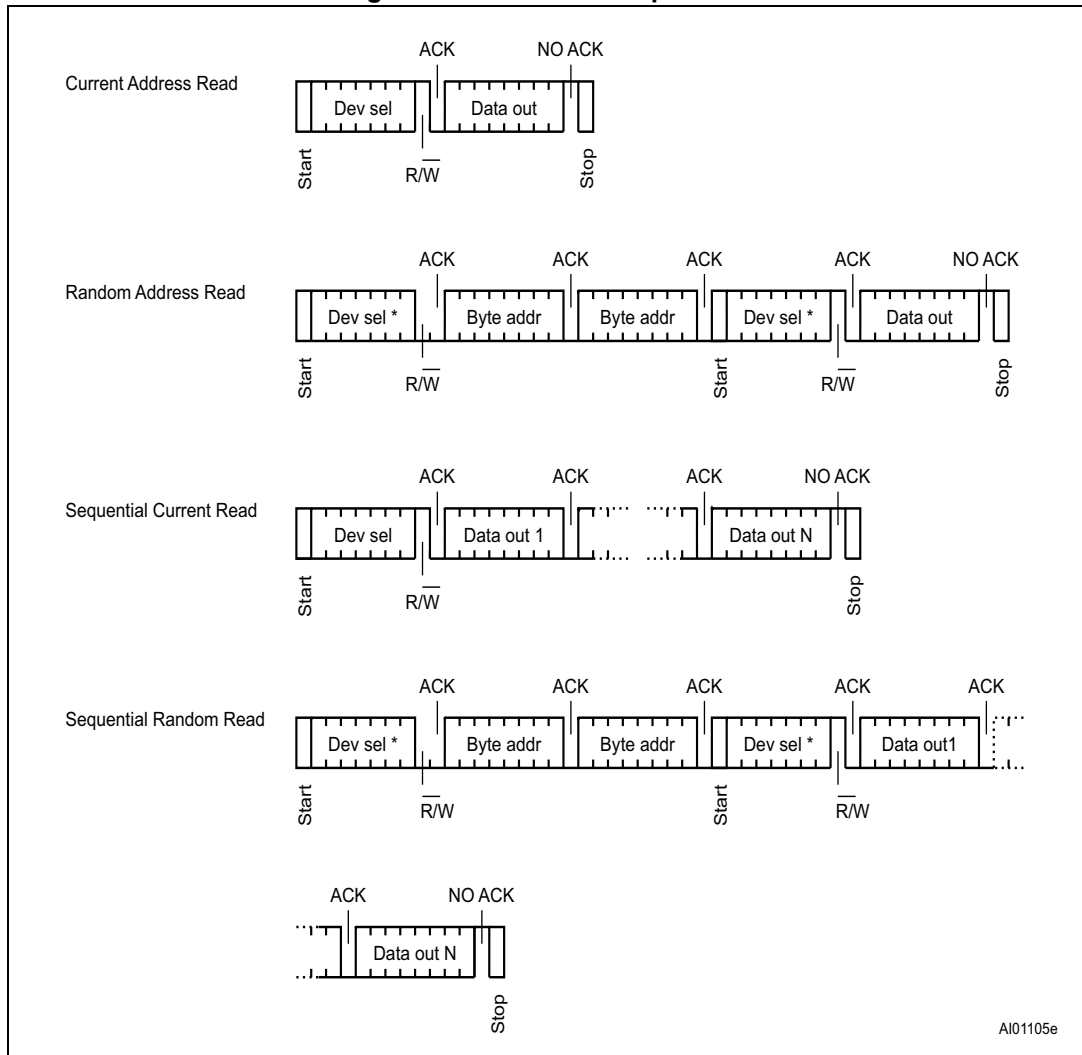 ACK NO ACK
Current Address Read
Dev sel Data out
Start R/W Stop
ACK ACK ACK ACK NO ACK
Random Address Read
Dev sel * Byte addr Byte addr Dev sel * Data out
Start R/W Start R/W Stop
ACK ACK ACK NO ACK
Sequential Current Read
Dev sel Data out 1 Data out N
Start R/W Stop
ACK ACK ACK ACK ACK
Sequential Random Read
Dev sel * Byte addr Byte addr Dev sel * Data out1
Start R/W Start R/W
ACK NO ACK
Data out N
Stop
AI01105e